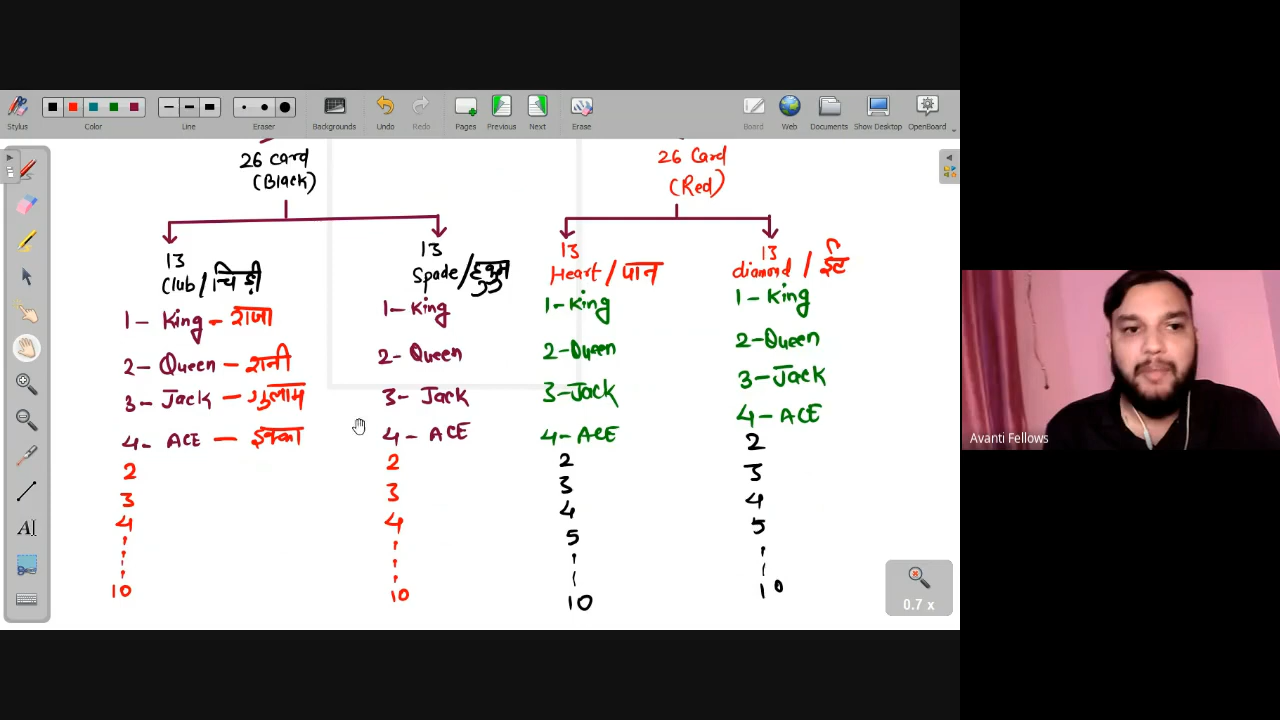 Stylus
Color
Line
Eraser
Backgrounds
Undo
Redo
Pages
Previous
Next
Erase
Board
Web
Documents
Show Desktop
OpenBoard
26 Card
(Black)
26 Card
(Red)
13
Club/चिड़ी
1- King - राजा
2- Queen - रानी
3- Jack - गुलाम
4- ACE - इक्का
2
3
4
10
13
Spade/हुकुम
1- King
2- Queen
3- Jack
4- ACE
2
3
4
10
13
Heart/पान
1- King
2- Queen
3- Jack
4- ACE
2
3
4
5
10
13
diamond/ईंट
1- King
2- Queen
3- Jack
4- ACE
2
3
4
5
10
0.7 x
Avanti Fellows